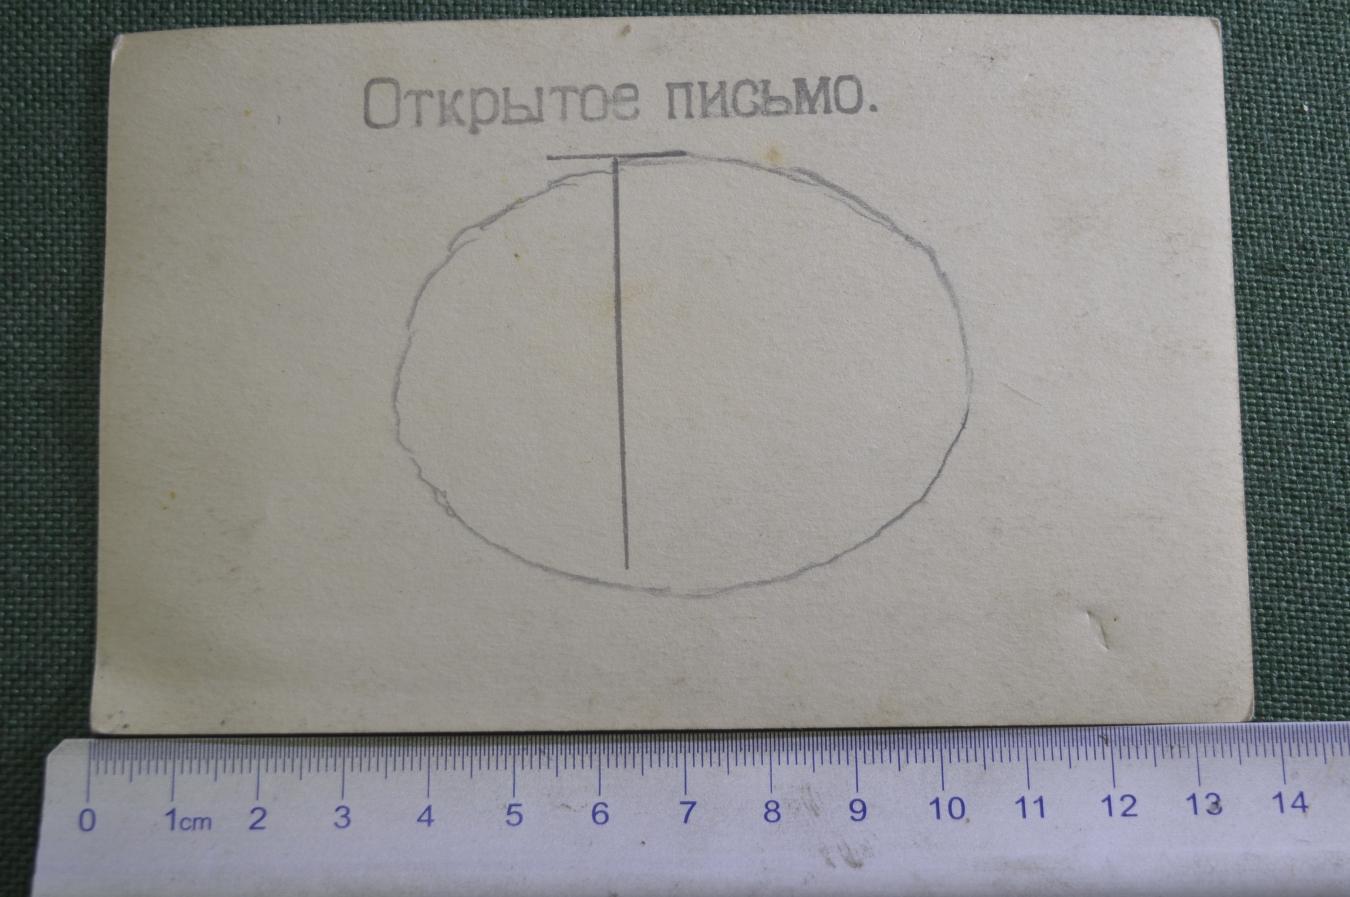 Открытое письмо.
0 1cm 2 3 4 5 6 7 8 9 10 11 12 13 14